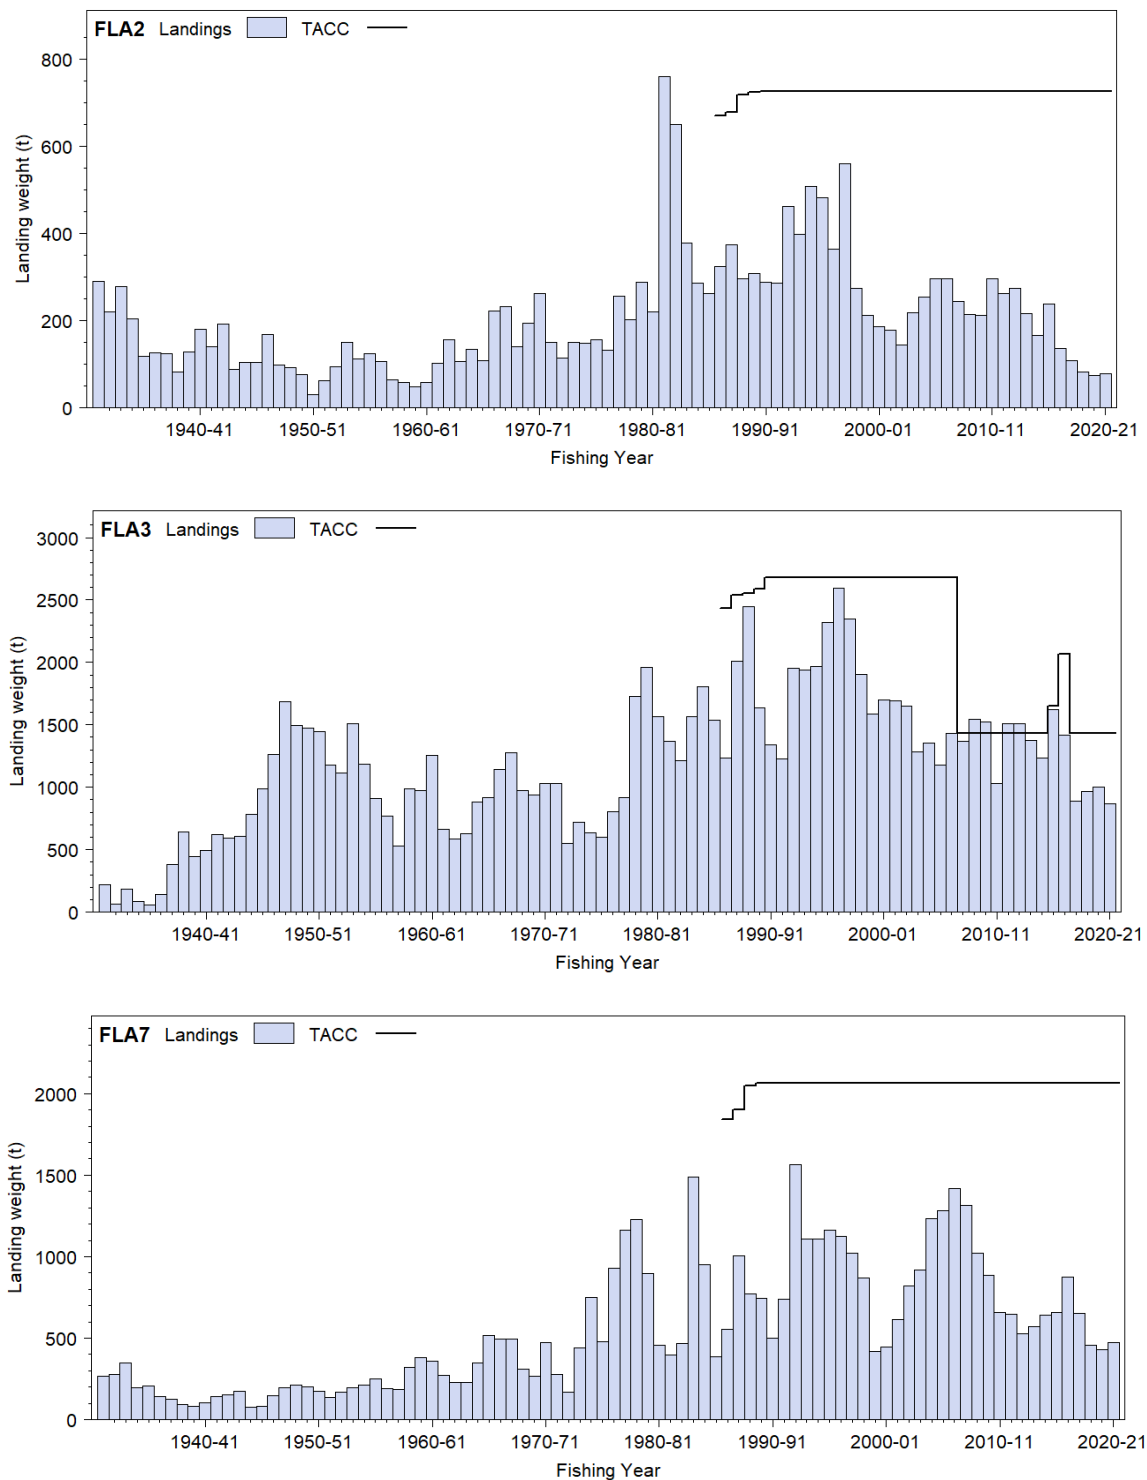 FLA2 Landings TACC
800
600
400
200
0
Landing weight (t)
1940-41 1950-51 1960-61 1970-71 1980-81 1990-91 2000-01 2010-11 2020-21
Fishing Year
FLA3 Landings TACC
3000
2500
2000
1500
1000
500
0
Landing weight (t)
1940-41 1950-51 1960-61 1970-71 1980-81 1990-91 2000-01 2010-11 2020-21
Fishing Year
FLA7 Landings TACC
2000
1500
1000
500
0
Landing weight (t)
1940-41 1950-51 1960-61 1970-71 1980-81 1990-91 2000-01 2010-11 2020-21
Fishing Year